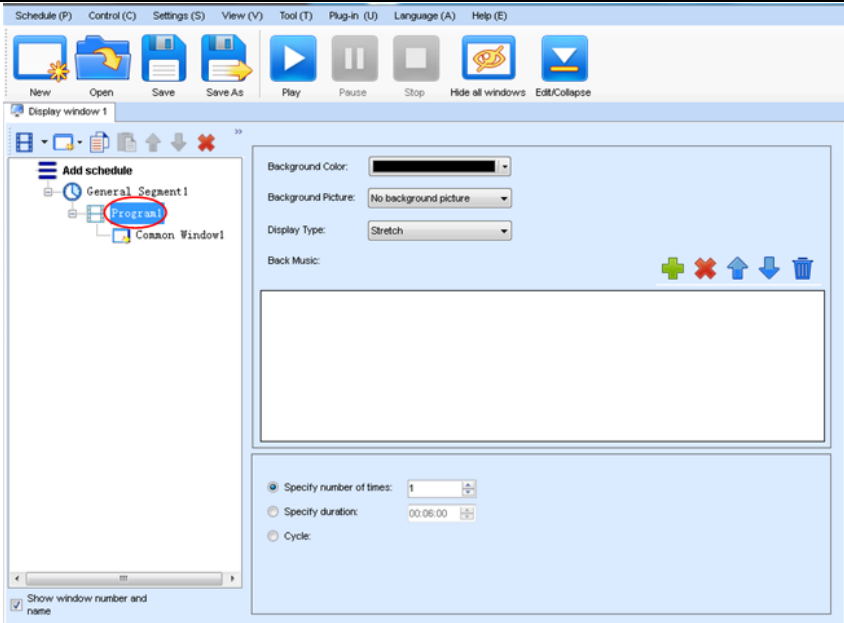 Schedule (P) Control (C) Settings (S) View (V) Tool (T) Plug-in (U) Language (A) Help (E)
New Open Save Save As Play Pause Stop Hide all windows Edit/Collapse
Display window 1
Add schedule
General Segment1
Program1
Common Window1
Show window number and
name
Background Color:
Background Picture: No background picture
Display Type: Stretch
Back Music:
Specify number of times: 1
Specify duration: 00:06:00
Cycle: